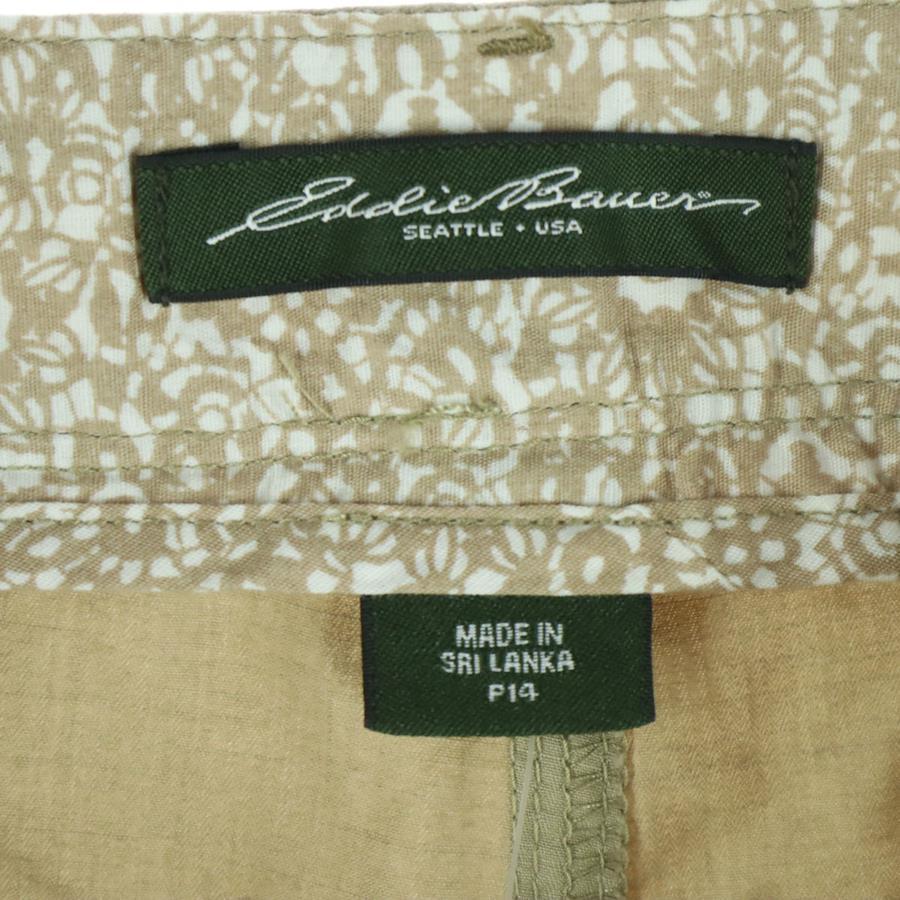 Eddie Bauer®
SEATTLE • USA
MADE IN
SRI LANKA
P14